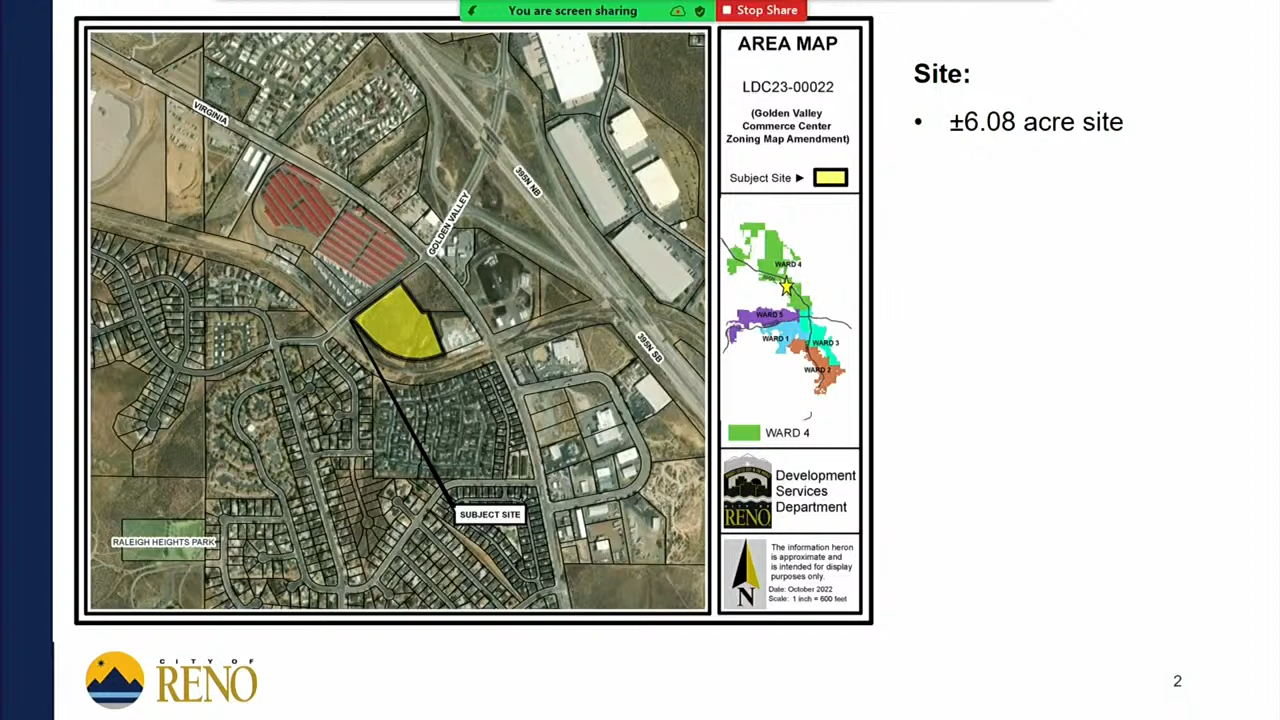 You are screen sharing
Stop Share
VIRGINIA
395N NB
GOLDEN VALLEY
395N SB
SUBJECT SITE
RALEIGH HEIGHTS PARK
AREA MAP
LDC23-00022
(Golden Valley
Commerce Center
Zoning Map Amendment)
Subject Site ►
WARD 4
WARD 5
WARD 1
WARD 3
WARD 2
WARD 4
CITY OF
RENO
Development
Services
Department
The information heron
is approximate and
is intended for display
purposes only.
Date: October 2022
Scale: 1 inch = 600 feet
N
Site:
• ±6.08 acre site
CITY OF
RENO
2